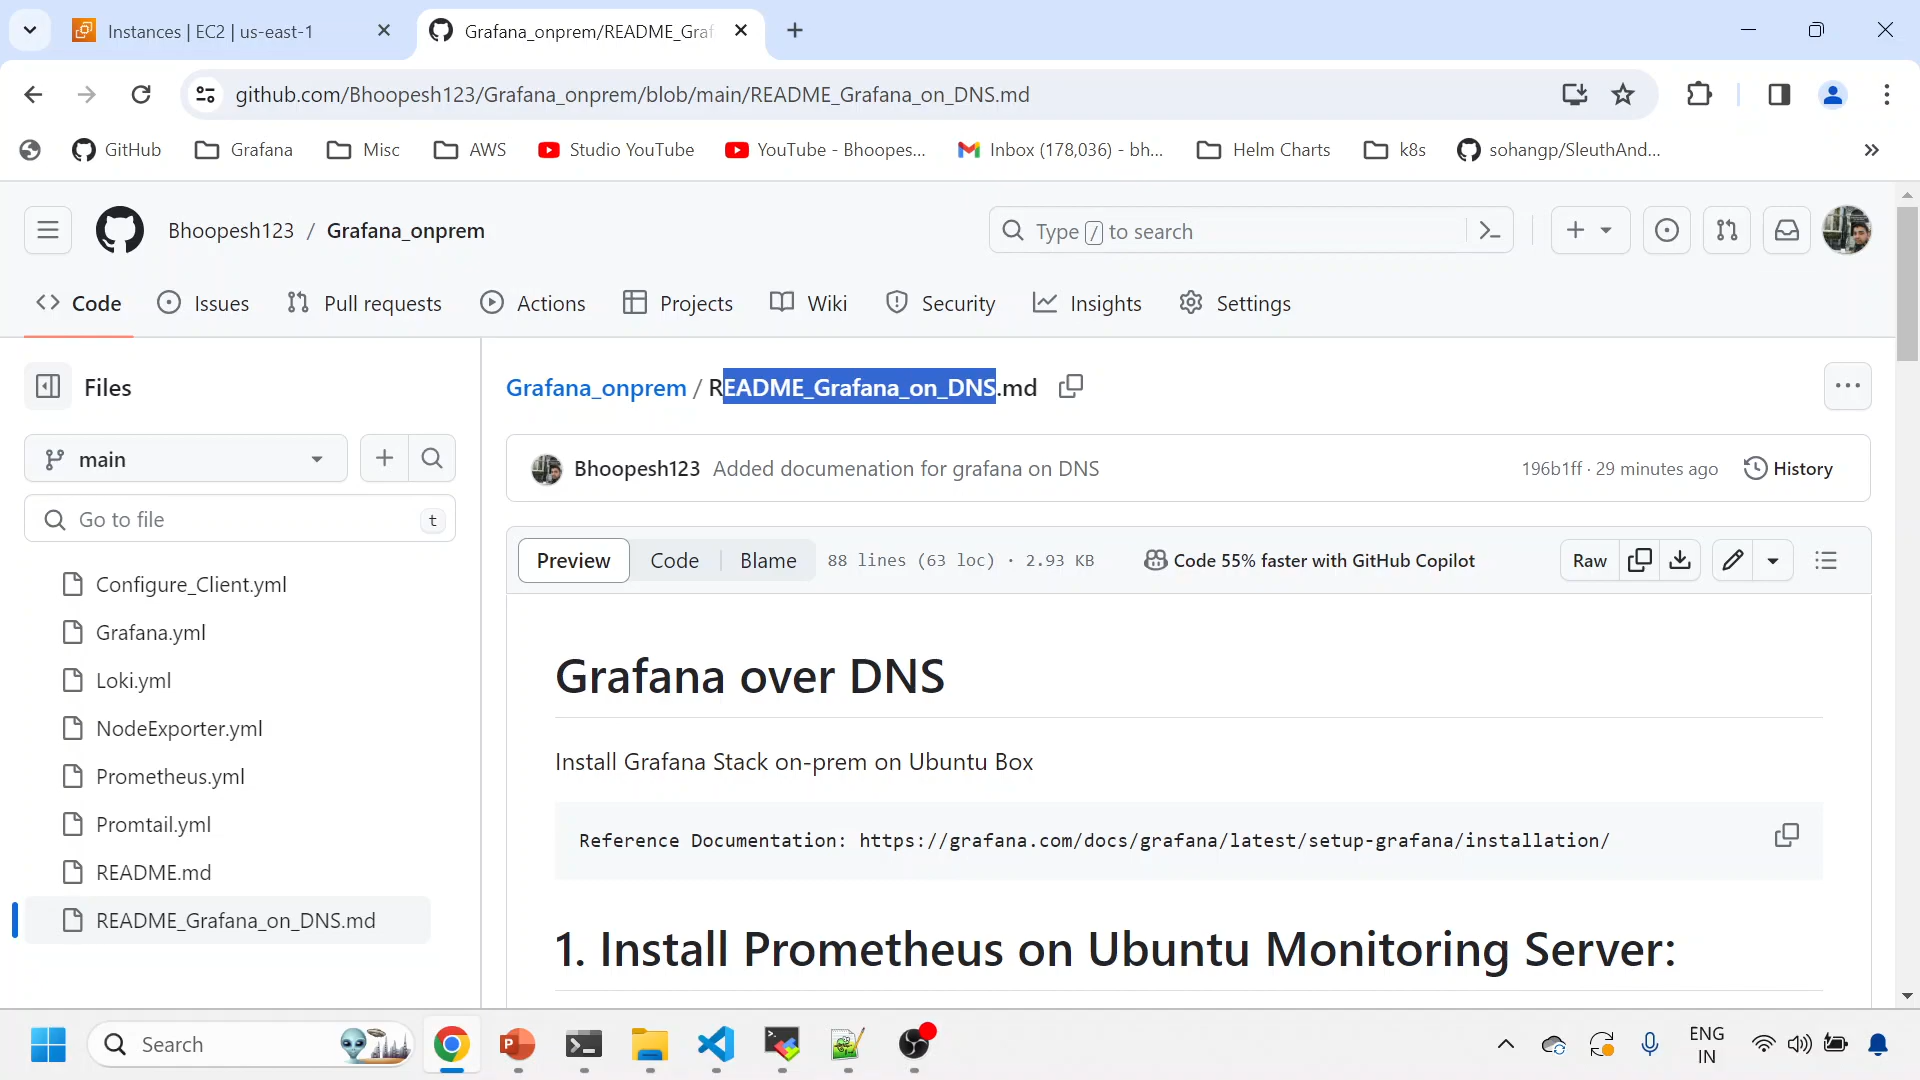 Instances | EC2 | us-east-1
Grafana_onprem/README_Graf
github.com/Bhoopesh123/Grafana_onprem/blob/main/README_Grafana_on_DNS.md
GitHub
Grafana
Misc
AWS
Studio YouTube
YouTube - Bhoopes...
Inbox (178,036) - bh...
Helm Charts
k8s
sohangp/SleuthAnd...
Bhoopesh123 / Grafana_onprem
Type / to search
Code
Issues
Pull requests
Actions
Projects
Wiki
Security
Insights
Settings
Files
main
Go to file
t
Configure_Client.yml
Grafana.yml
Loki.yml
NodeExporter.yml
Prometheus.yml
Promtail.yml
README.md
README_Grafana_on_DNS.md
Grafana_onprem / README_Grafana_on_DNS.md
Bhoopesh123 Added documenation for grafana on DNS
196b1ff · 29 minutes ago
History
Preview
Code
Blame
88 lines (63 loc) · 2.93 KB
Code 55% faster with GitHub Copilot
Raw
Grafana over DNS
Install Grafana Stack on-prem on Ubuntu Box
Reference Documentation: https://grafana.com/docs/grafana/latest/setup-grafana/installation/
1. Install Prometheus on Ubuntu Monitoring Server:
Search
ENG
IN